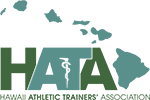 HATA
HAWAII ATHLETIC TRAINERS' ASSOCIATION